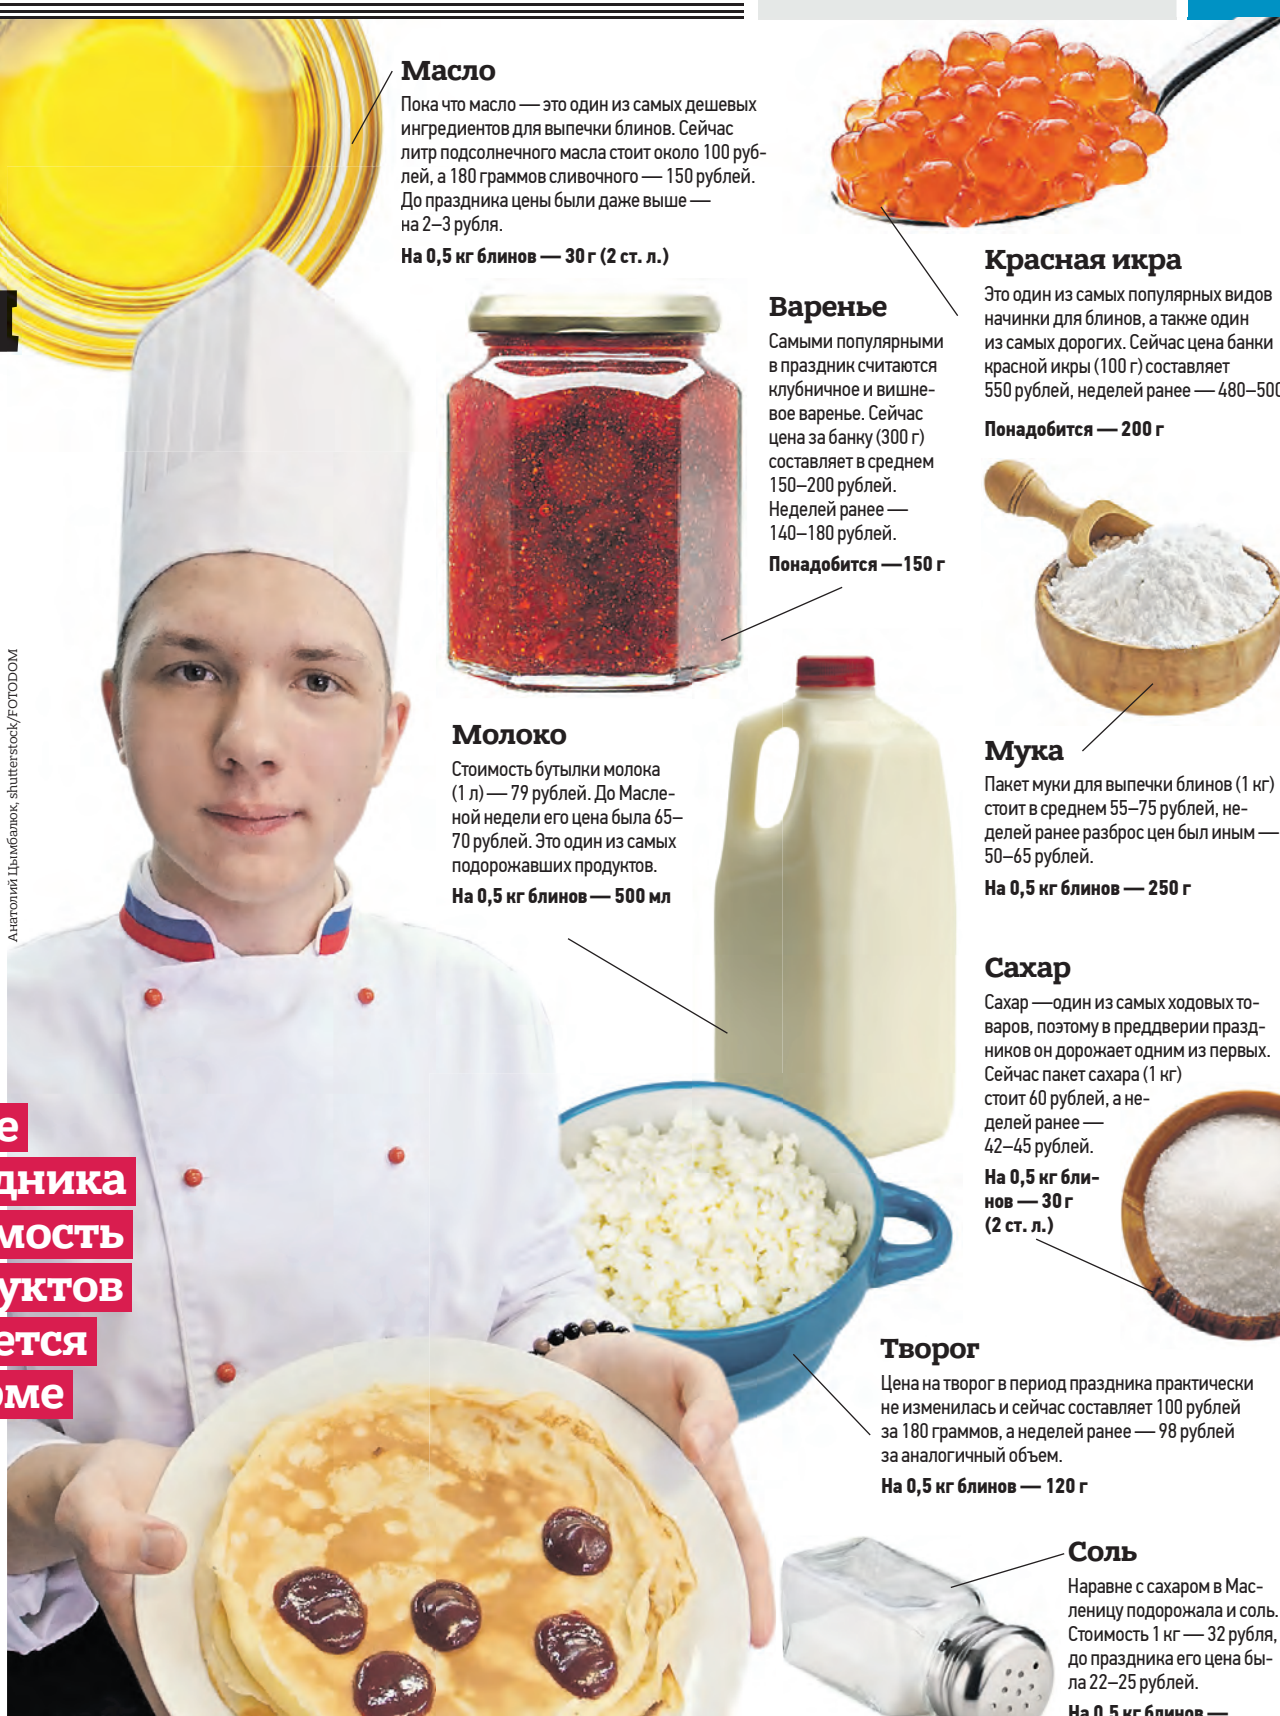 Масло
Пока что масло — это один из самых дешевых
ингредиентов для выпечки блинов. Сейчас
литр подсолнечного масла стоит около 100 руб-
лей, а 180 граммов сливочного — 150 рублей.
До праздника цены были даже выше —
на 2–3 рубля.
На 0,5 кг блинов — 30 г (2 ст. л.)
Красная икра
Это один из самых популярных видов
начинки для блинов, а также один
из самых дорогих. Сейчас цена банки
красной икры (100 г) составляет
550 рублей, неделей ранее — 480–500
Понадобится — 200 г
Варенье
Самыми популярными
в праздник считаются
клубничное и вишне-
вое варенье. Сейчас
цена за банку (300 г)
составляет в среднем
150–200 рублей.
Неделей ранее —
140–180 рублей.
Понадобится —150 г
Молоко
Стоимость бутылки молока
(1 л) — 79 рублей. До Масле-
ной недели его цена была 65–
70 рублей. Это один из самых
подорожавших продуктов.
На 0,5 кг блинов — 500 мл
Мука
Пакет муки для выпечки блинов (1 кг)
стоит в среднем 55–75 рублей, не-
делей ранее разброс цен был иным —
50–65 рублей.
На 0,5 кг блинов — 250 г
Сахар
Сахар —один из самых ходовых то-
варов, поэтому в преддверии празд-
ников он дорожает одним из первых.
Сейчас пакет сахара (1 кг)
стоит 60 рублей, а не-
делей ранее —
42–45 рублей.
На 0,5 кг бли-
нов — 30 г
(2 ст. л.)
Творог
Цена на творог в период праздника практически
не изменилась и сейчас составляет 100 рублей
за 180 граммов, а неделей ранее — 98 рублей
за аналогичный объем.
На 0,5 кг блинов — 120 г
Соль
Наравне с сахаром в Мас-
леницу подорожала и соль.
Стоимость 1 кг — 32 рубля,
до праздника его цена бы-
ла 22–25 рублей.
На 0,5 кг блинов —
Анатолий Цымбалюк, shutterstock/FOTODOM
е
дника
мость
уктов
ется
оме